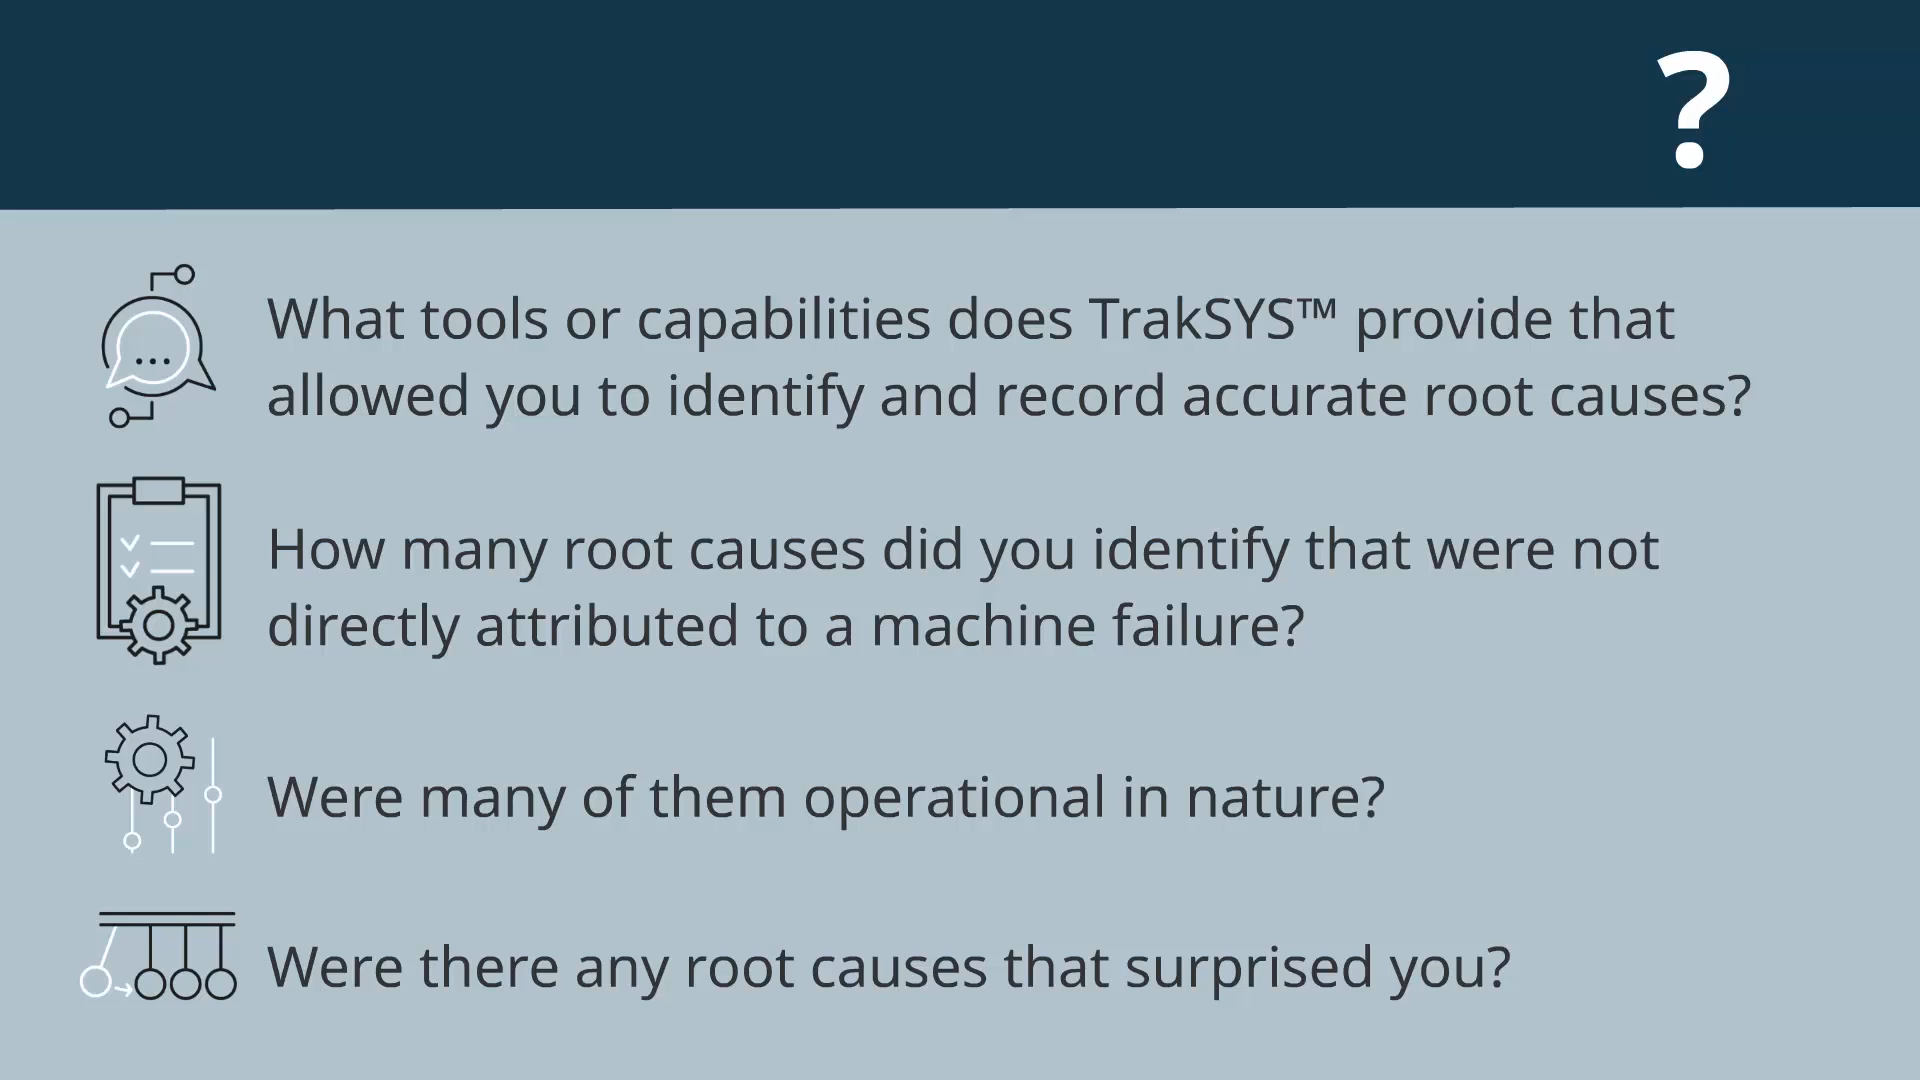 ?
What tools or capabilities does TrakSYS™ provide that
allowed you to identify and record accurate root causes?
How many root causes did you identify that were not
directly attributed to a machine failure?
Were many of them operational in nature?
Were there any root causes that surprised you?